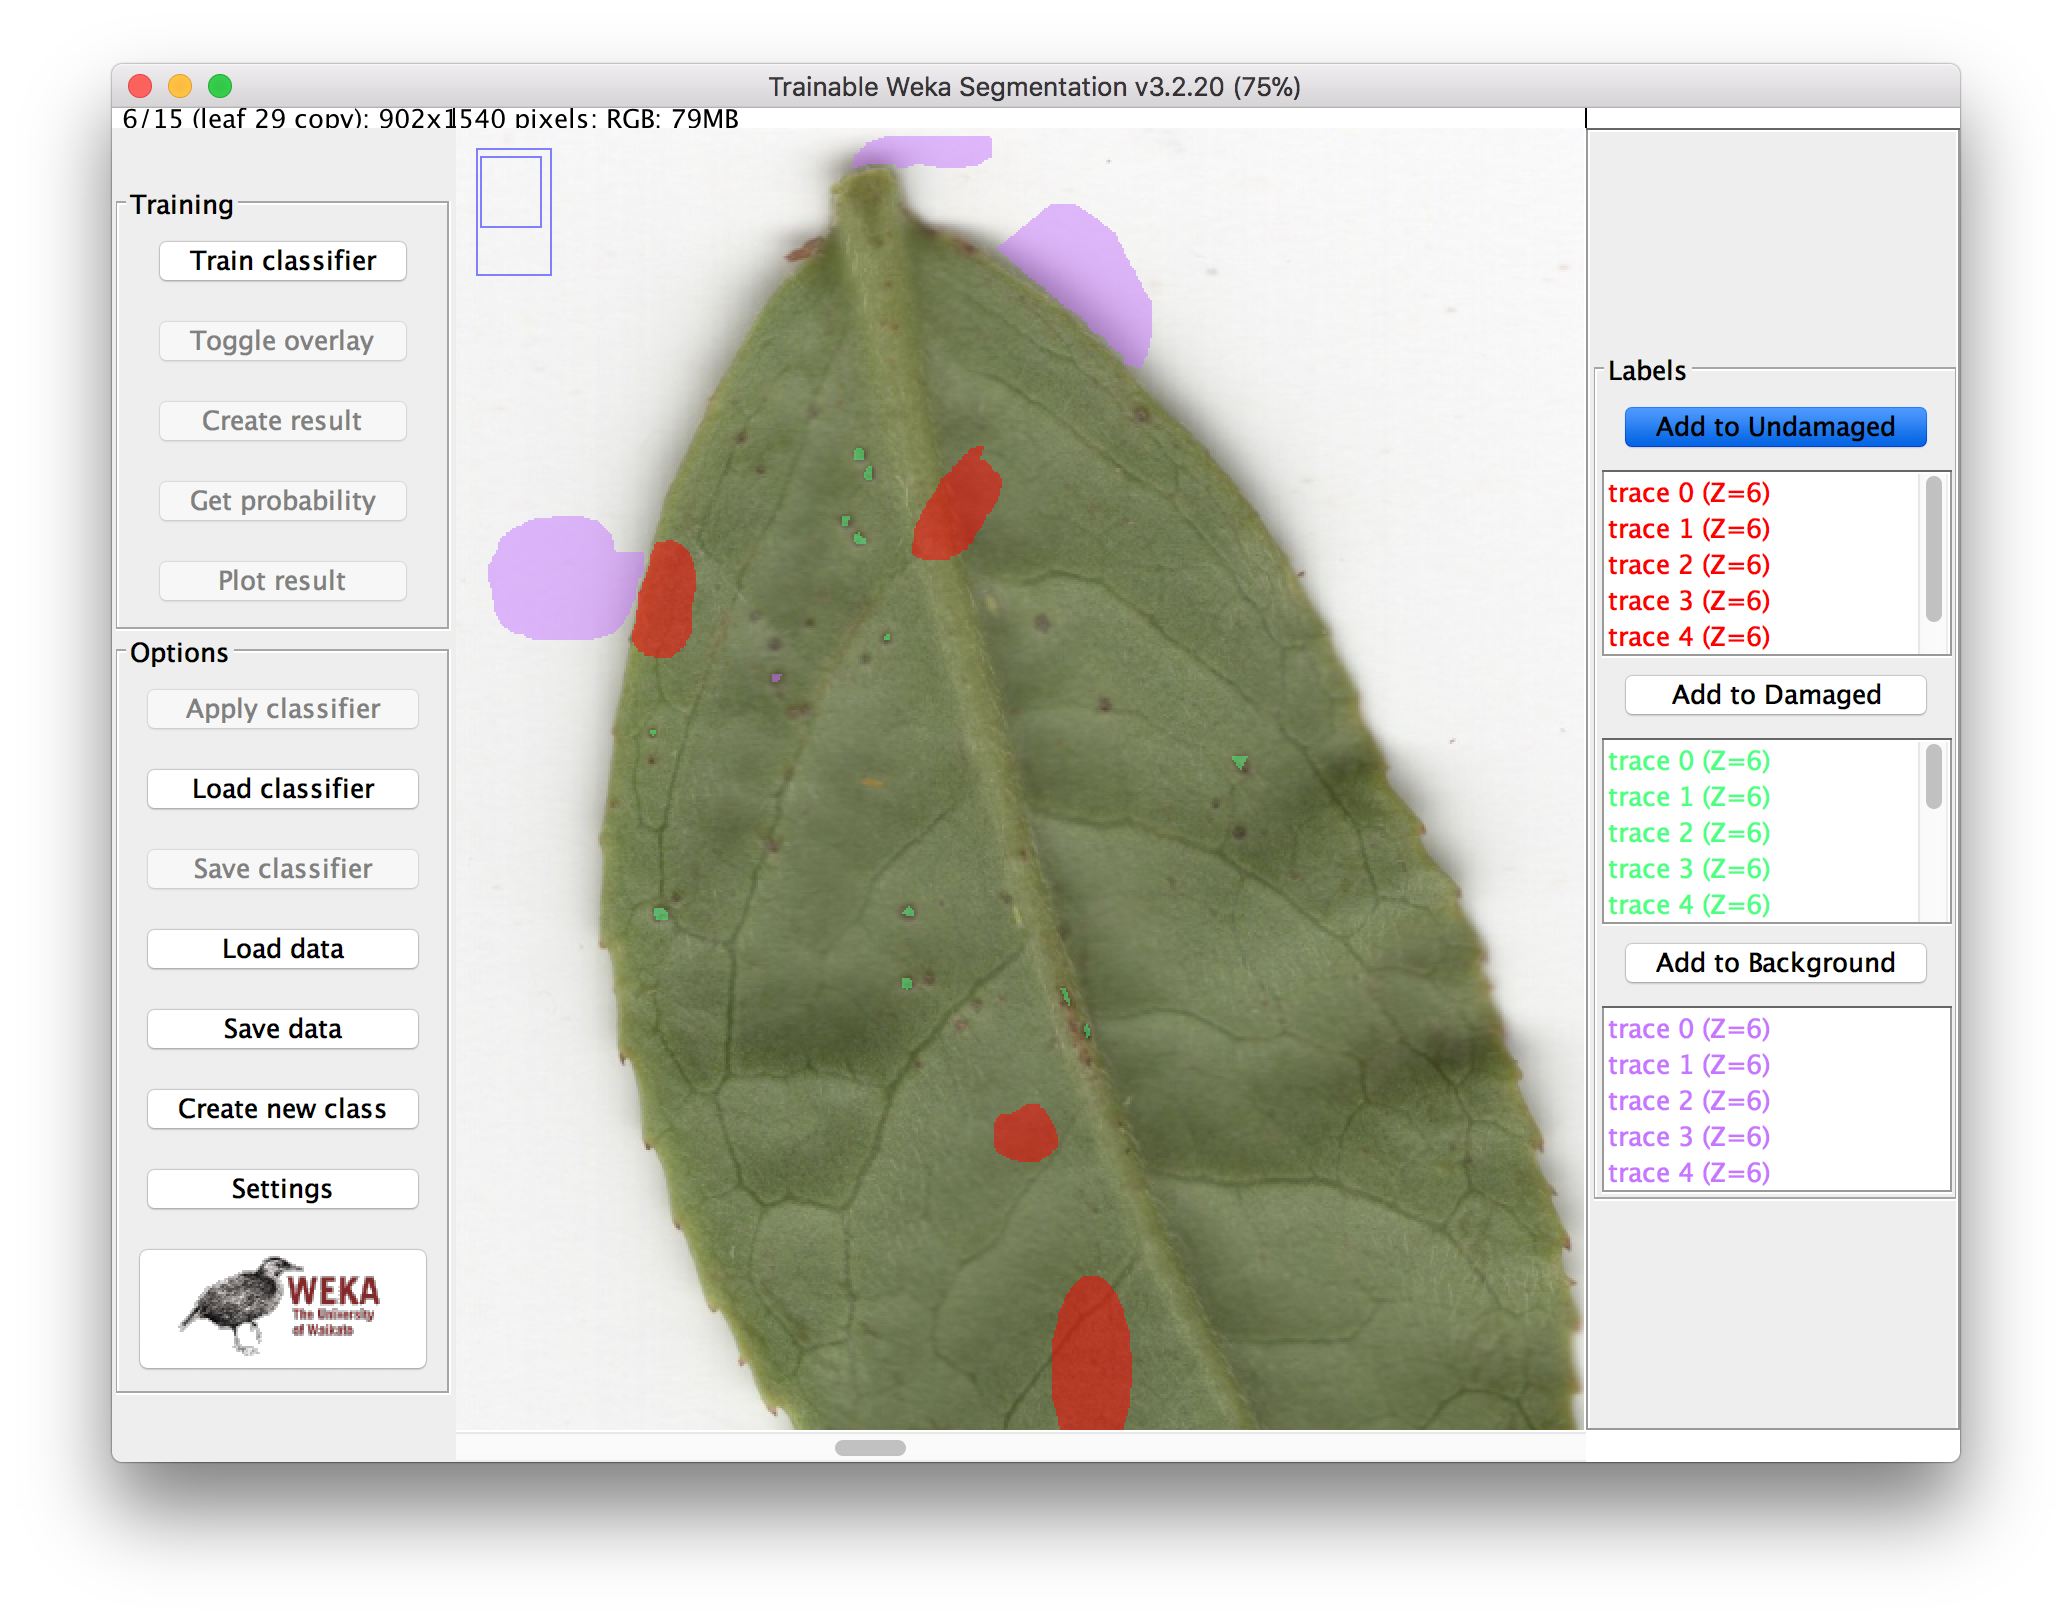 Trainable Weka Segmentation v3.2.20 (75%)
6/15 (leaf 29 copy): 902x1540 pixels; RGB; 79MB
Training
Train classifier
Toggle overlay
Create result
Get probability
Plot result
Options
Apply classifier
Load classifier
Save classifier
Load data
Save data
Create new class
Settings
WEKA
The University
of Waikato
Labels
Add to Undamaged
trace 0 (Z=6)
trace 1 (Z=6)
trace 2 (Z=6)
trace 3 (Z=6)
trace 4 (Z=6)
Add to Damaged
trace 0 (Z=6)
trace 1 (Z=6)
trace 2 (Z=6)
trace 3 (Z=6)
trace 4 (Z=6)
Add to Background
trace 0 (Z=6)
trace 1 (Z=6)
trace 2 (Z=6)
trace 3 (Z=6)
trace 4 (Z=6)